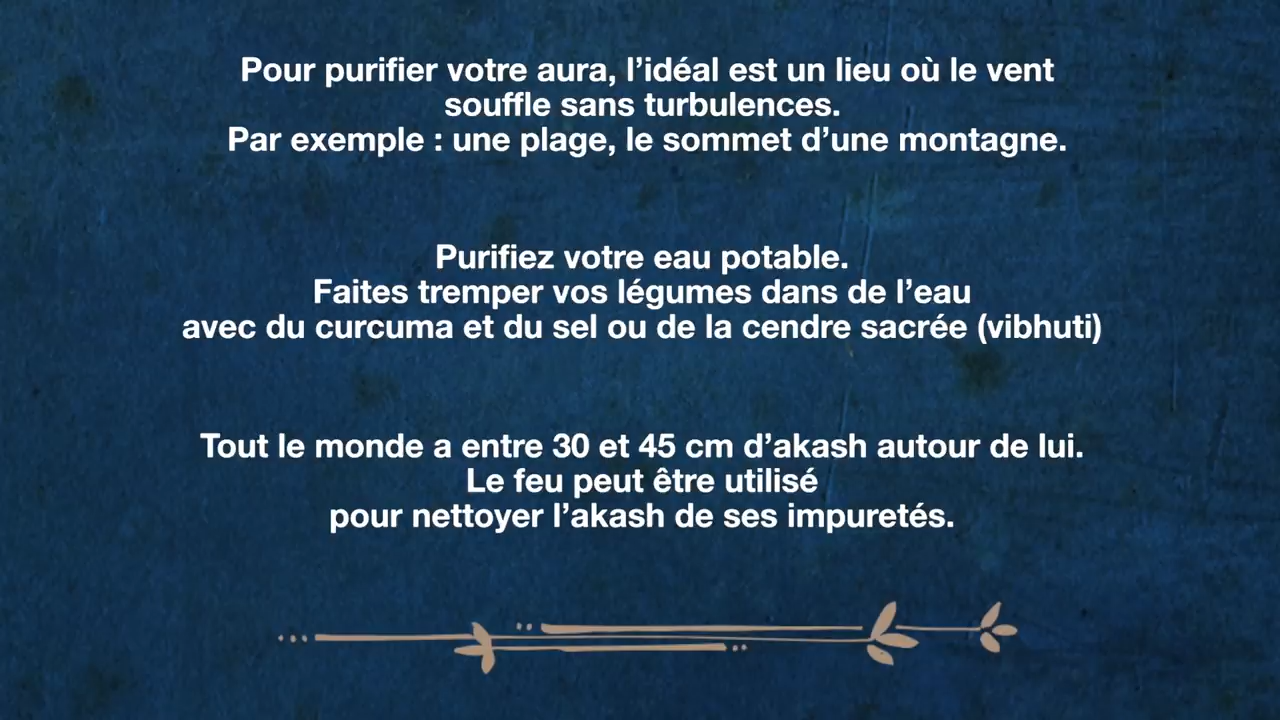 Pour purifier votre aura, l’idéal est un lieu où le vent
souffle sans turbulences.
Par exemple : une plage, le sommet d’une montagne.
Purifiez votre eau potable.
Faites tremper vos légumes dans de l’eau
avec du curcuma et du sel ou de la cendre sacrée (vibhuti)
Tout le monde a entre 30 et 45 cm d’akash autour de lui.
Le feu peut être utilisé
pour nettoyer l’akash de ses impuretés.